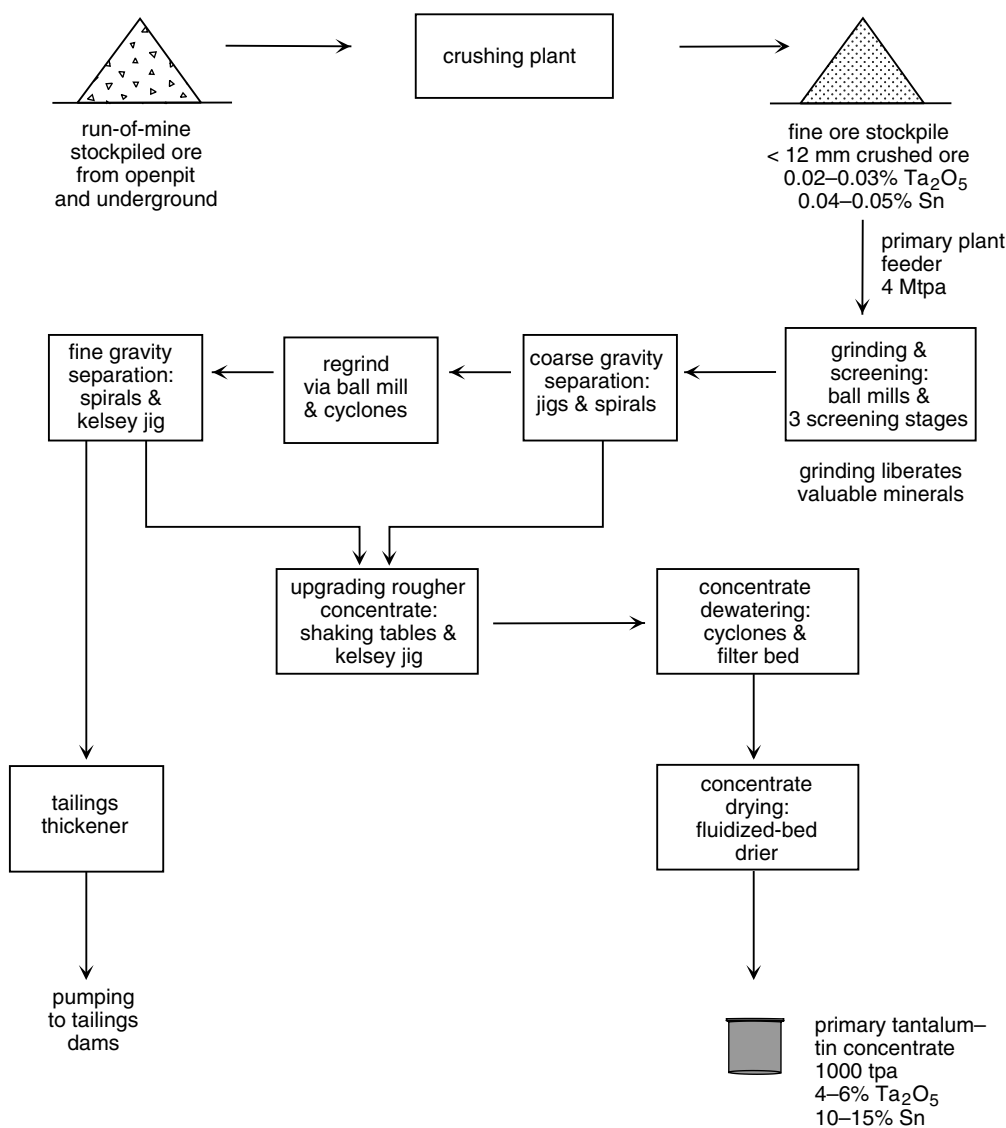 crushing plant
run-of-mine
stockpiled ore
from openpit
and underground
fine ore stockpile
< 12 mm crushed ore
0.02–0.03% Ta₂O₅
0.04–0.05% Sn
primary plant
feeder
4 Mtpa
fine gravity
separation:
spirals &
kelsey jig
regrind
via ball mill
& cyclones
coarse gravity
separation:
jigs & spirals
grinding &
screening:
ball mills &
3 screening stages
grinding liberates
valuable minerals
upgrading rougher
concentrate:
shaking tables &
kelsey jig
concentrate
dewatering:
cyclones &
filter bed
tailings
thickener
concentrate
drying:
fluidized-bed
drier
pumping
to tailings
dams
primary tantalum–
tin concentrate
1000 tpa
4–6% Ta₂O₅
10–15% Sn